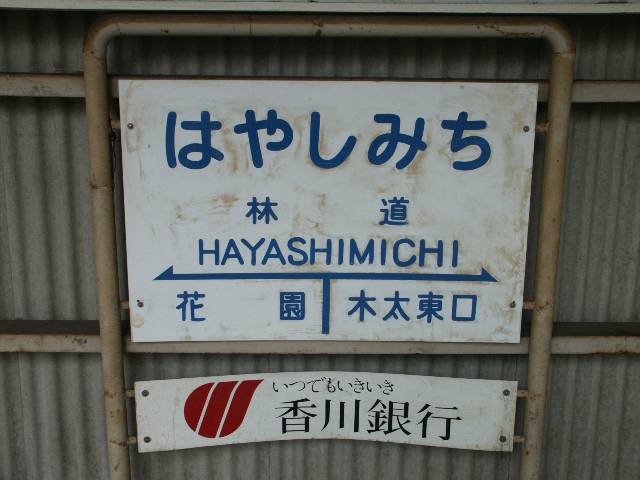 はやしみち
林道
HAYASHIMICHI
花園 木太東口
いつでもいきいき
香川銀行